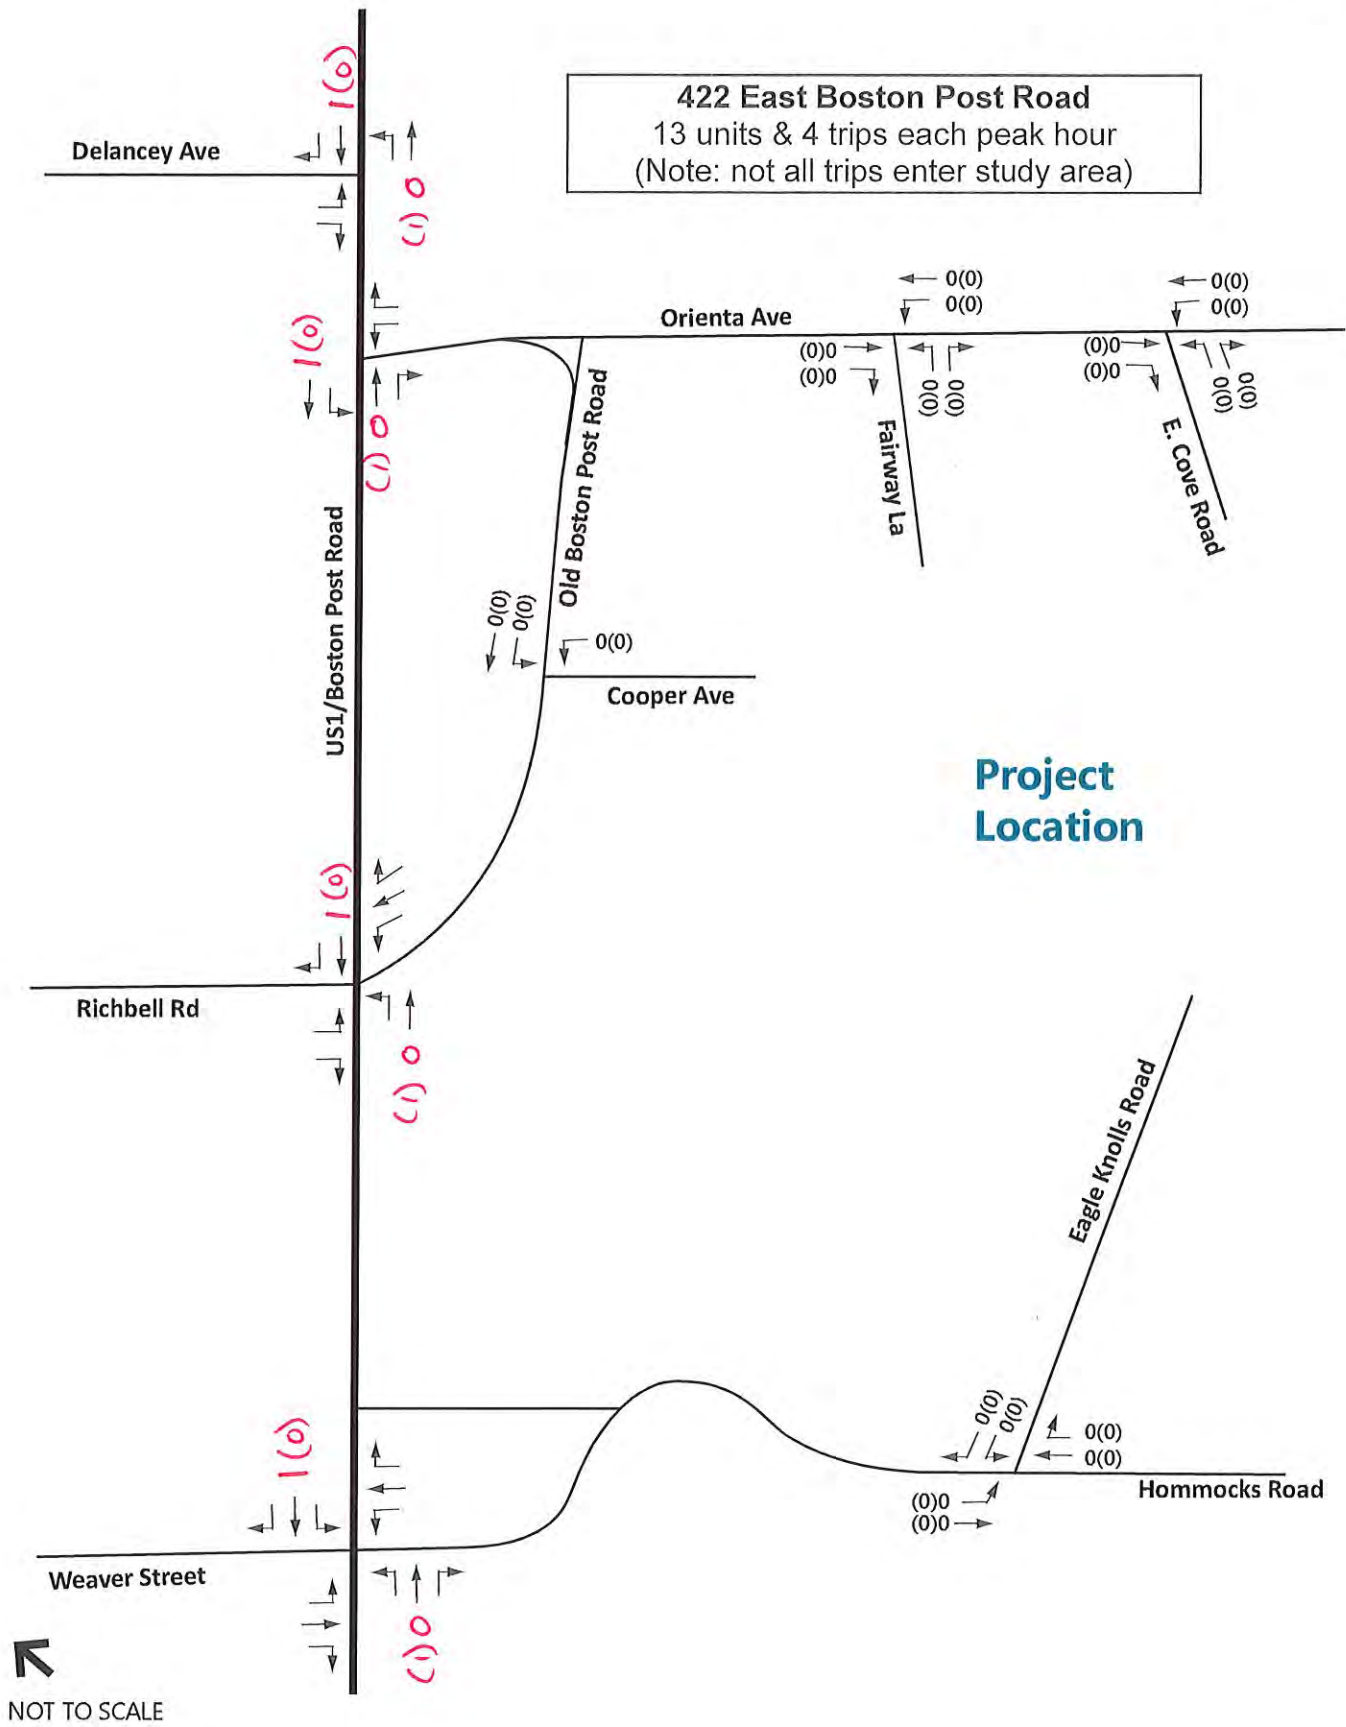 1(0)
422 East Boston Post Road
13 units & 4 trips each peak hour
(Note: not all trips enter study area)
Delancey Ave
(1) 0
0(0)
0(0)
0(0)
0(0)
Orienta Ave
1(0)
(0)0
(0)0
0(0)
0(0)
(0)0
(0)0
0(0)
0(0)
(1) 0
Old Boston Post Road
Fairway La
E. Cove Road
US1/Boston Post Road
0(0)
0(0)
0(0)
Cooper Ave
Project
Location
1(0)
Richbell Rd
(1) 0
Eagle Knolls Road
1(0)
0(0)
0(0)
0(0)
0(0)
Hommocks Road
(0)0
(0)0
Weaver Street
(1) 0
NOT TO SCALE